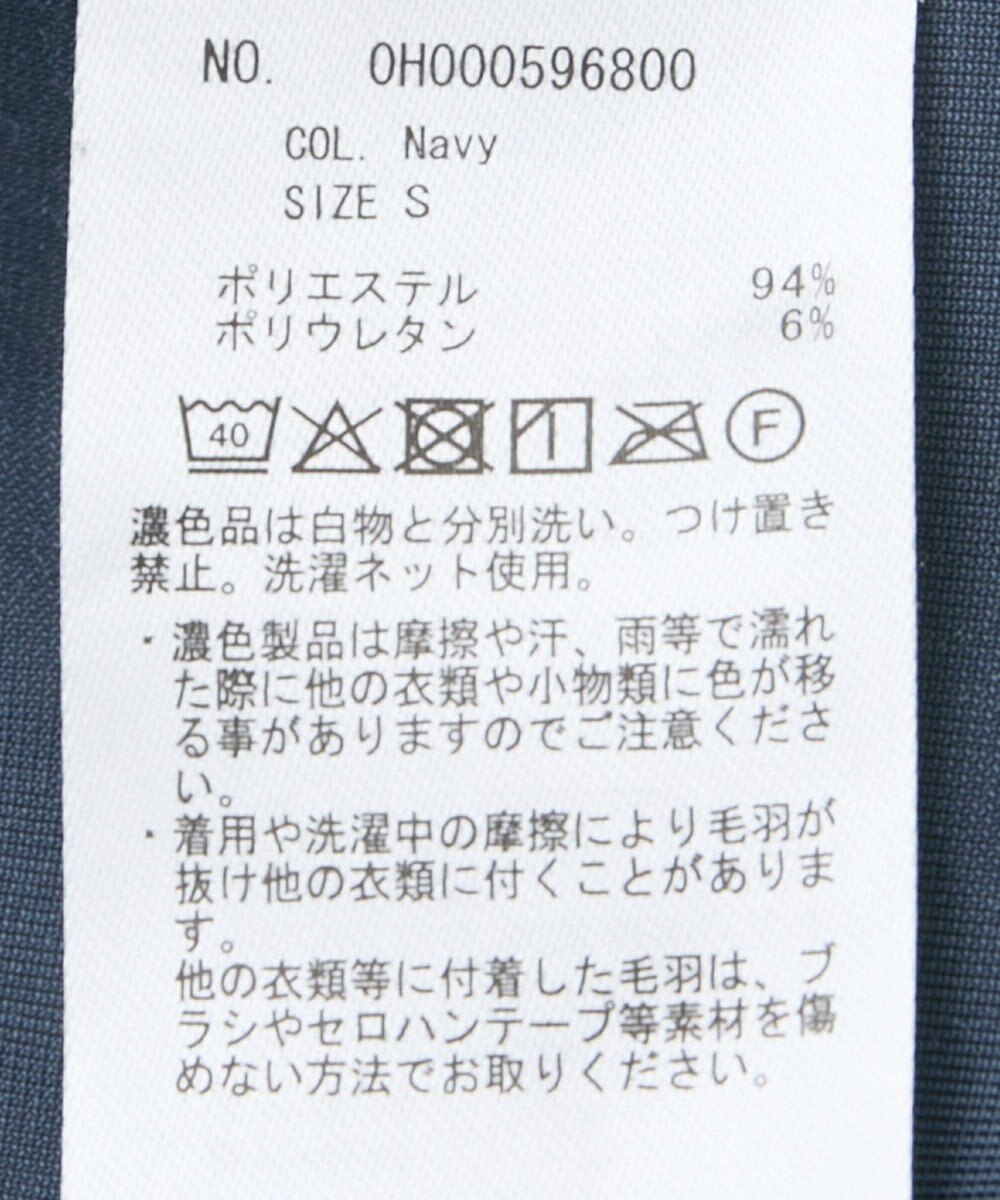 NO. 0H000596800
COL. Navy
SIZE S
ポリエステル 94%
ポリウレタン 6%
40 F
濃色品は白物と分別洗い。つけ置き
禁止。洗濯ネット使用。
・濃色製品は摩擦や汗、雨等で濡れ
た際に他の衣類や小物類に色が移
る事がありますのでご注意くださ
い。
・着用や洗濯中の摩擦により毛羽が
抜け他の衣類に付くことがありま
す。
他の衣類等に付着した毛羽は、ブ
ラシやセロハンテープ等素材を傷
めない方法でお取りください。